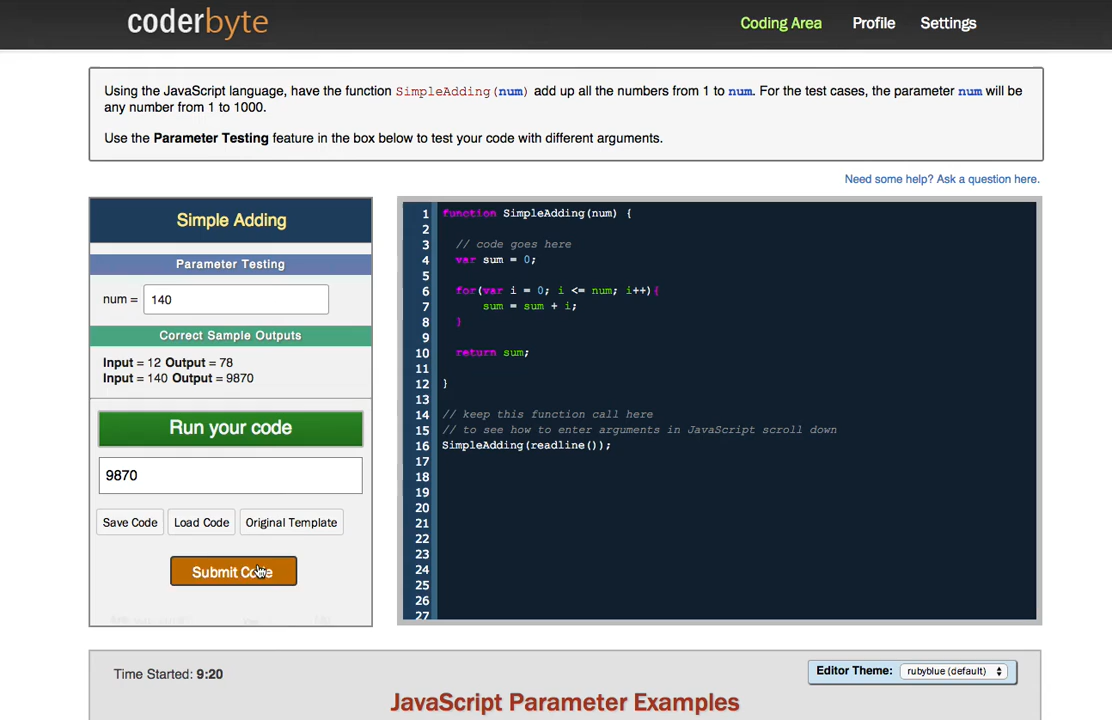 coderbyte
Coding Area Profile Settings
Using the JavaScript language, have the function SimpleAdding(num) add up all the numbers from 1 to num. For the test cases, the parameter num will be
any number from 1 to 1000.
Use the Parameter Testing feature in the box below to test your code with different arguments.
Need some help? Ask a question here.
Simple Adding
Parameter Testing
num = 140
Correct Sample Outputs
Input = 12 Output = 78
Input = 140 Output = 9870
Run your code
9870
Save Code Load Code Original Template
Submit Code
1 function SimpleAdding(num) {
2
3 // code goes here
4 var sum = 0;
5
6 for(var i = 0; i <= num; i++){
7 sum = sum + i;
8 }
9
10 return sum;
11
12 }
13
14 // keep this function call here
15 // to see how to enter arguments in JavaScript scroll down
16 SimpleAdding(readline());
17
18
19
20
21
22
23
24
25
26
27
Time Started: 9:20
Editor Theme: rubyblue (default)
JavaScript Parameter Examples